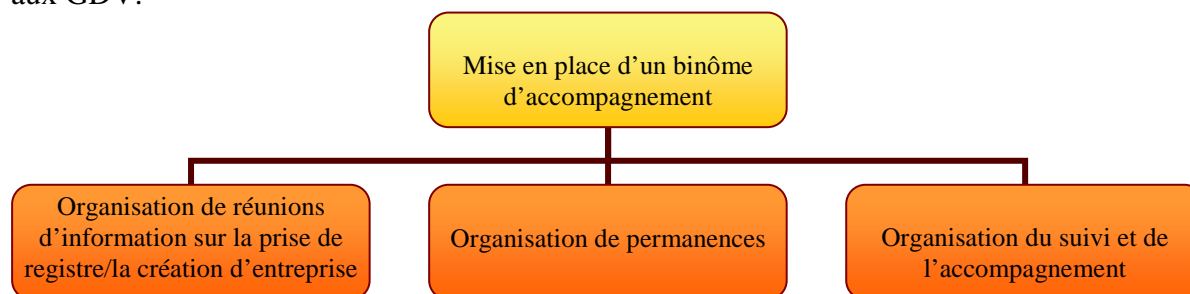 aux GDV.
Mise en place d’un binôme
d’accompagnement
Organisation de réunions
d’information sur la prise de
registre/la création d’entreprise
Organisation de permanences
Organisation du suivi et de
l’accompagnement